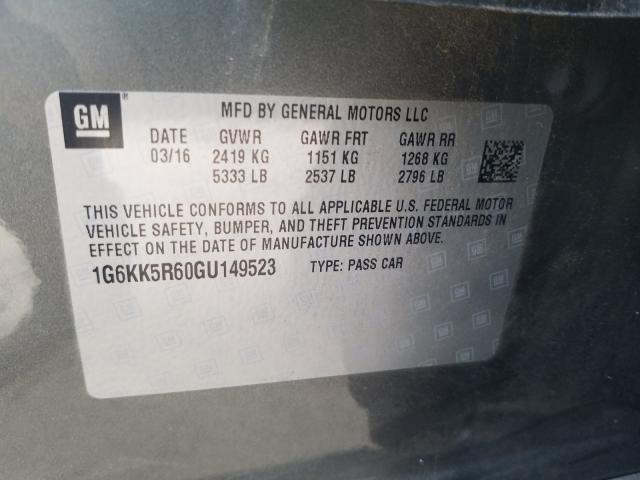 GM
MFD BY GENERAL MOTORS LLC
DATE GVWR GAWR FRT GAWR RR
03/16 2419 KG 1151 KG 1268 KG
5333 LB 2537 LB 2796 LB
THIS VEHICLE CONFORMS TO ALL APPLICABLE U.S. FEDERAL MOTOR
VEHICLE SAFETY, BUMPER, AND THEFT PREVENTION STANDARDS IN
EFFECT ON THE DATE OF MANUFACTURE SHOWN ABOVE.
1G6KK5R60GU149523 TYPE: PASS CAR